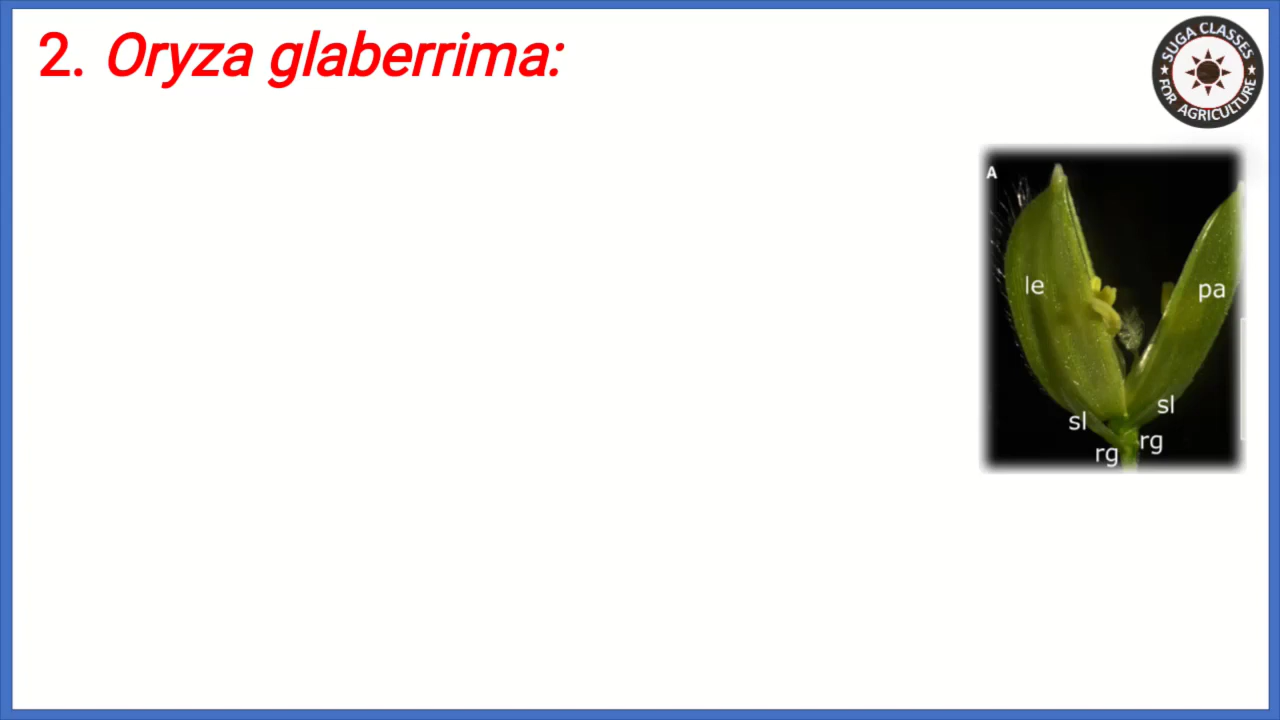 2. Oryza glaberrima:
SUGA CLASSES
★ FOR AGRICULTURE ★
A
le
pa
sl
sl
rg
rg